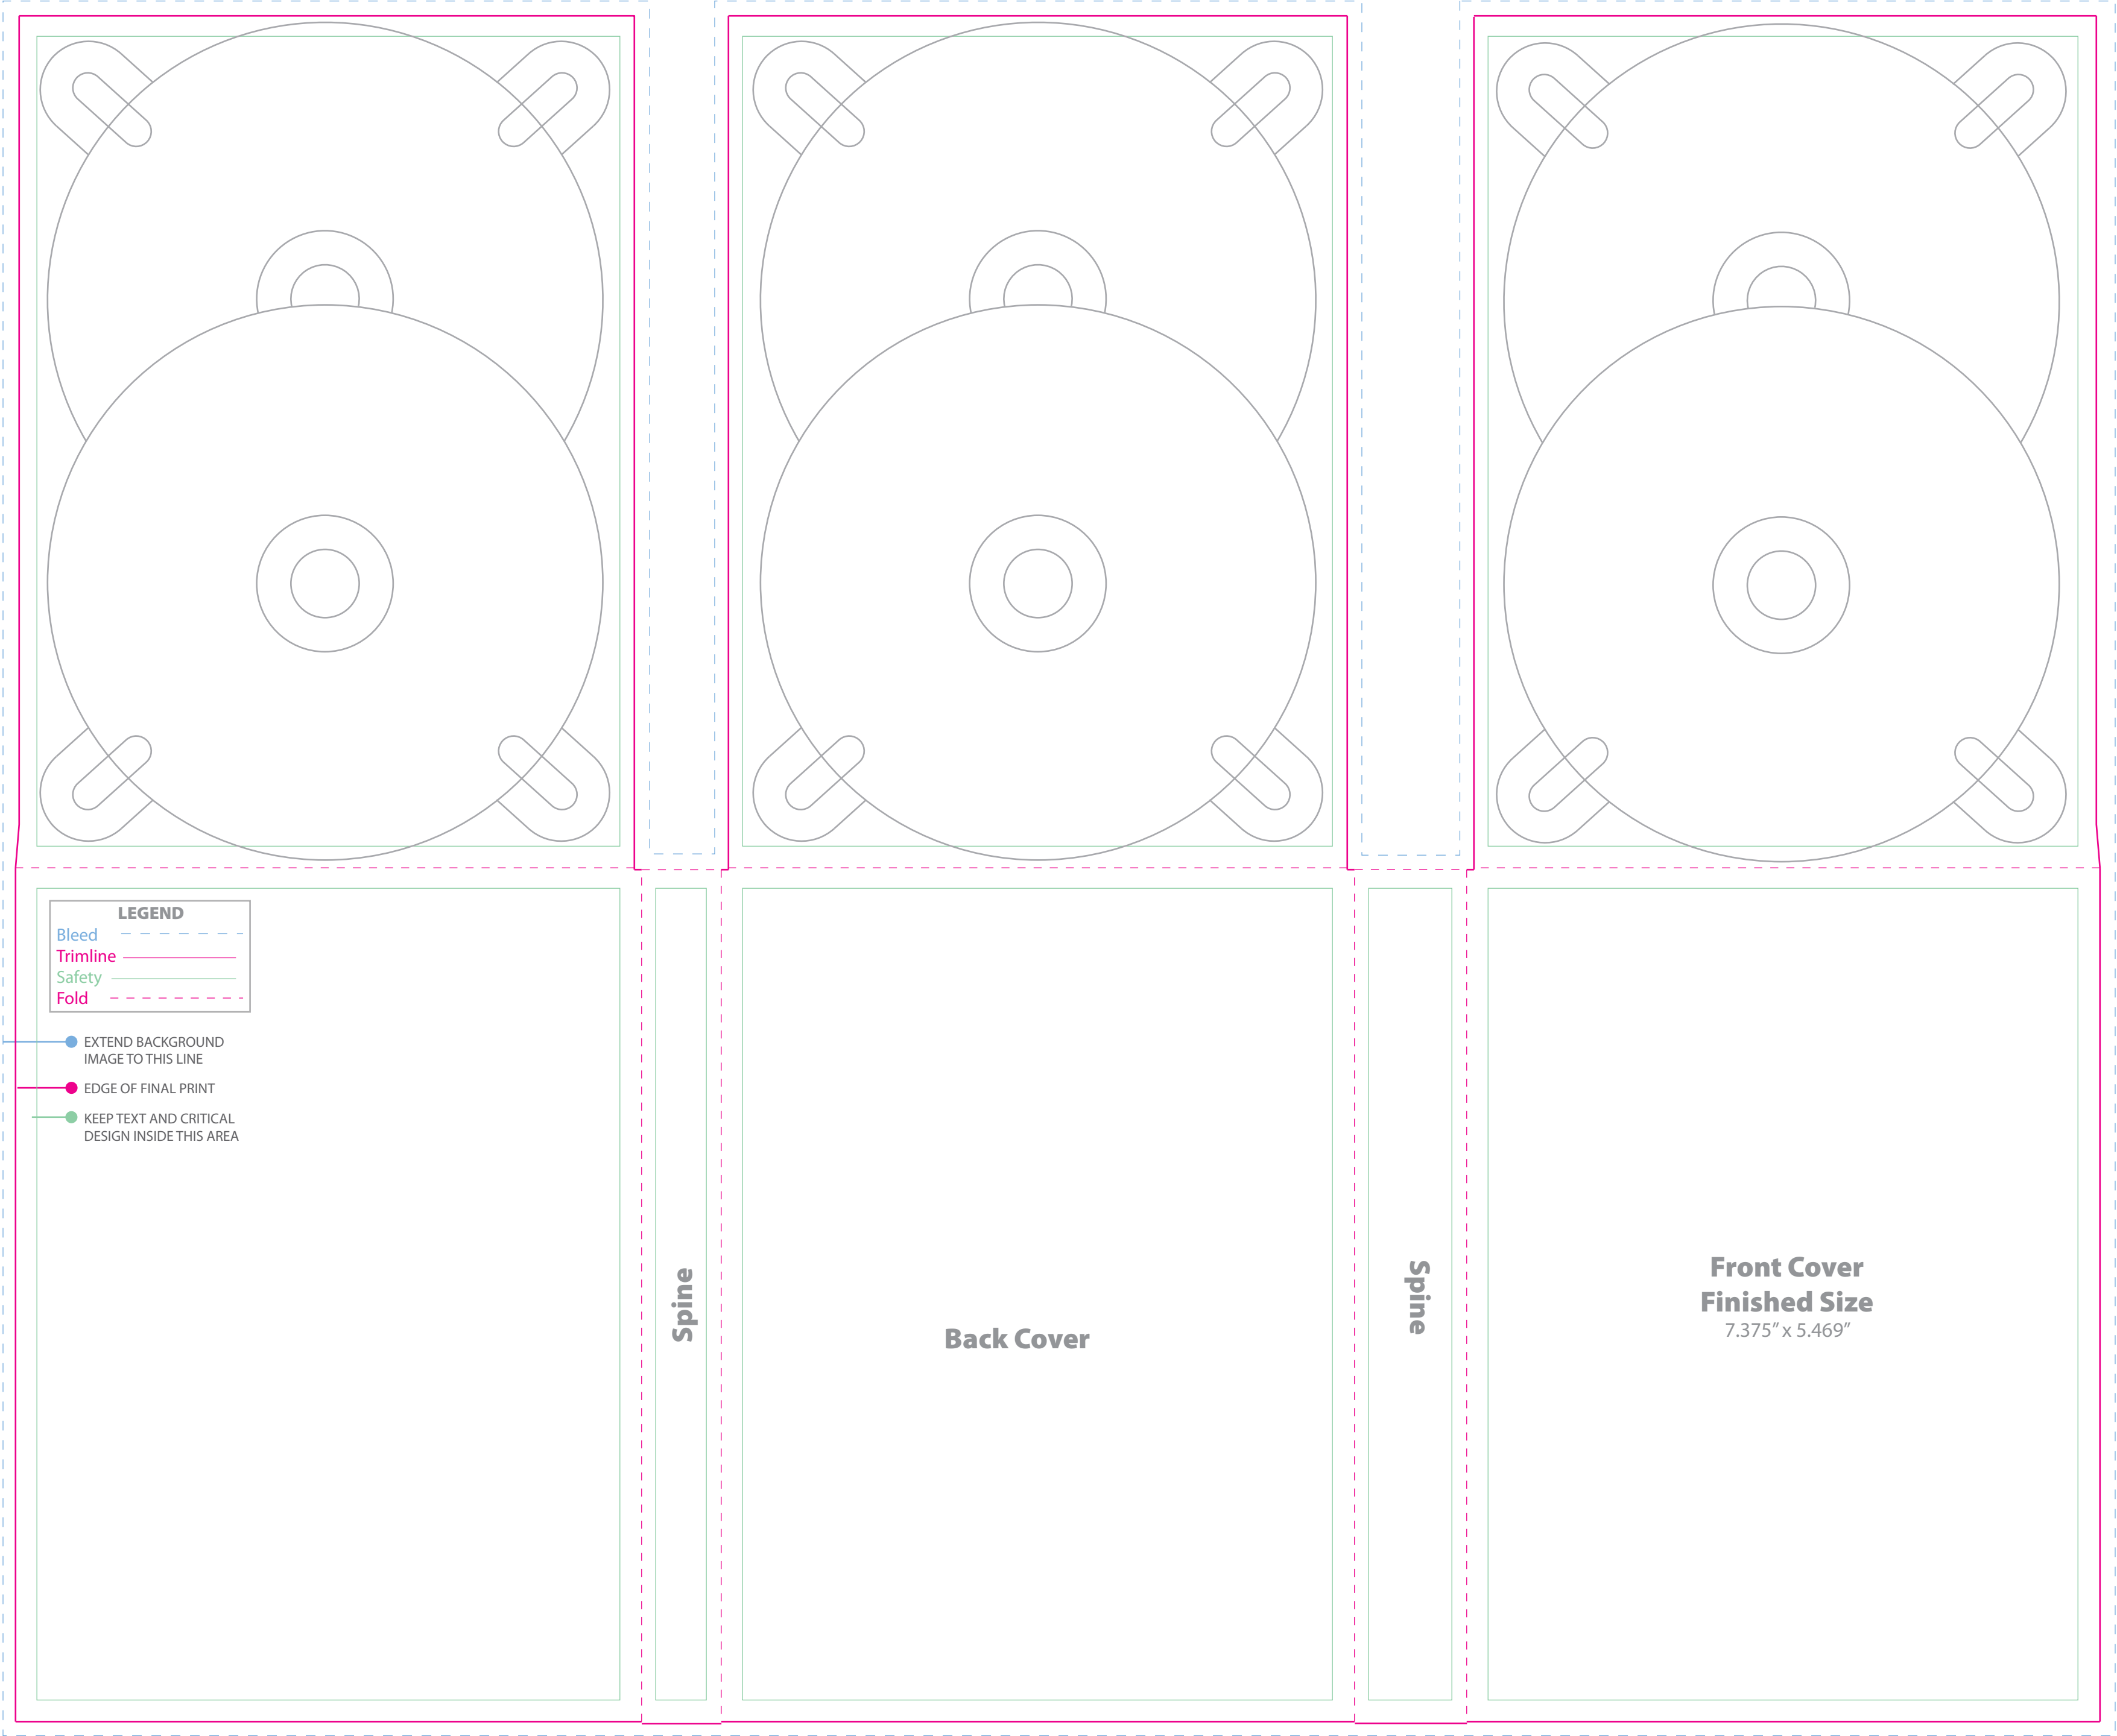 LEGEND
Bleed
Trimline
Safety
Fold
EXTEND BACKGROUND
IMAGE TO THIS LINE
EDGE OF FINAL PRINT
KEEP TEXT AND CRITICAL
DESIGN INSIDE THIS AREA
Spine
Back Cover
Spine
Front Cover
Finished Size
7.375” x 5.469”